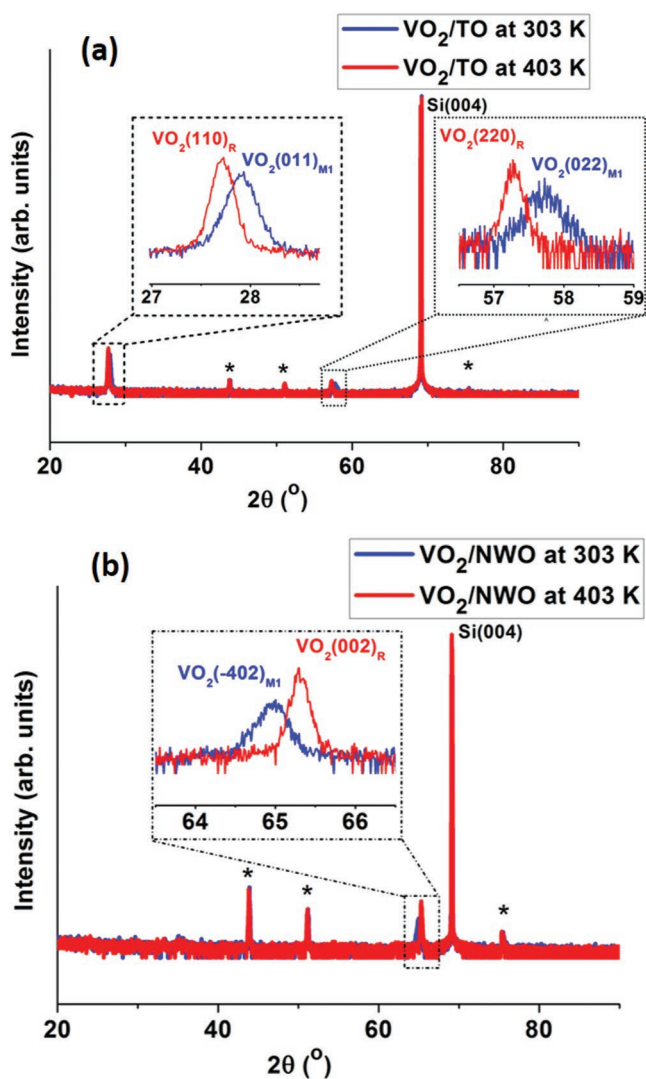 (a)
VO2/TO at 303 K
VO2/TO at 403 K
Si(004)
VO2(110)R
VO2(011)M1
27 28
VO2(220)R
VO2(022)M1
57 58 59
* * * 
Intensity (arb. units)
20 40 60 80
2θ (o)
(b)
VO2/NWO at 303 K
VO2/NWO at 403 K
Si(004)
VO2(002)R
VO2(-402)M1
64 65 66
* * *
Intensity (arb. units)
20 40 60 80
2θ (o)